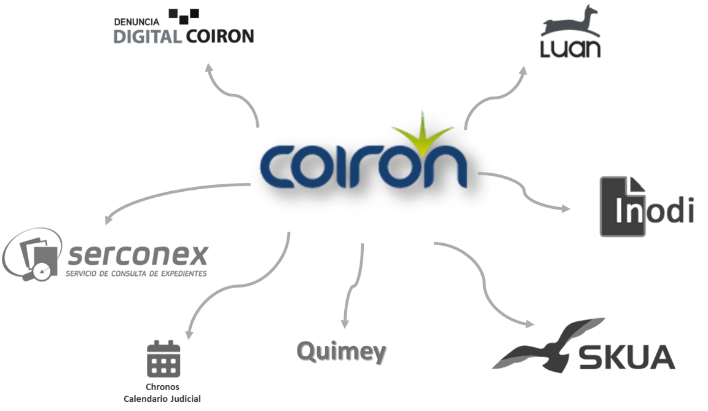 DENUNCIA
DIGITAL COIRON
LUAN
coiron
Inodi
serconex
SERVICIO DE CONSULTA DE EXPEDIENTES
Quimey
SKUA
Chronos
Calendario Judicial